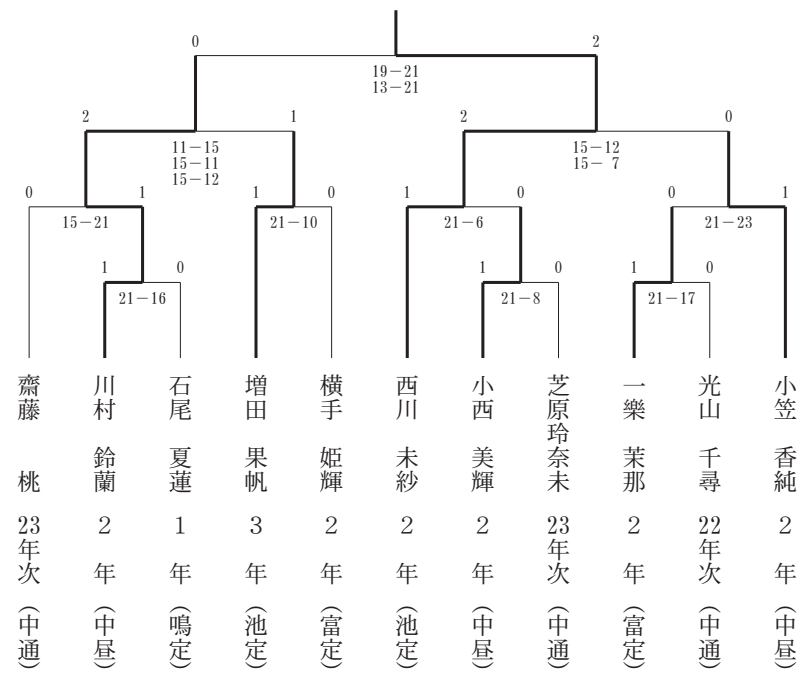 0 2
19−21
13−21
2 1 2 0
11−15
15−11
15−12
15−12
15− 7
0 1 1 0 1 0 0 1
15−21 21−10 21−6 21−23
1 0 1 0 1 0
21−16 21−8 21−17
齋藤 桃 23年次 (中通)
川村 鈴蘭 2年 (中昼)
石尾 夏蓮 1年 (鳴定)
増田 果帆 3年 (池定)
横手 姫輝 2年 (富定)
西川 未紗 2年 (池定)
小西 美輝 2年 (中昼)
芝原玲奈未 23年次 (中通)
一樂 茉那 2年 (富定)
光山 千尋 22年次 (中通)
小笠 香純 2年 (中昼)